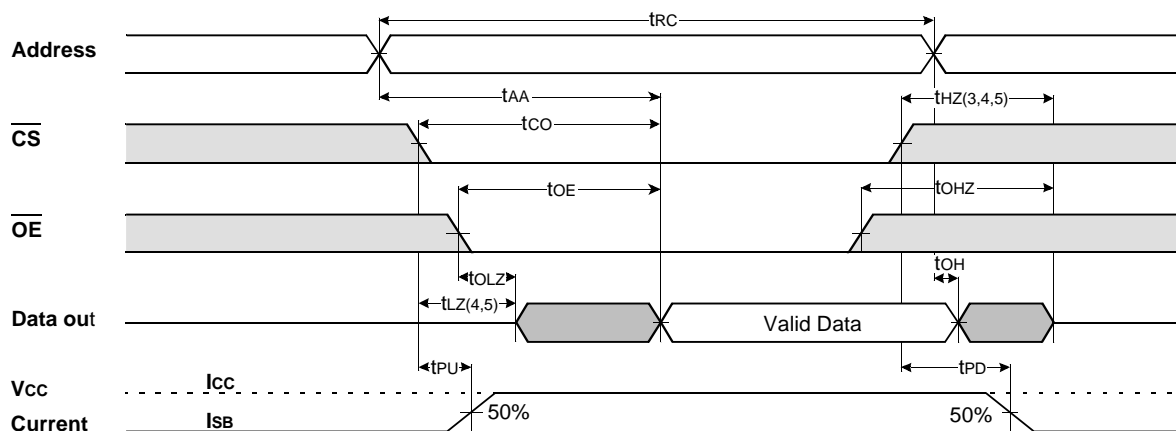 tRC
Address
tAA
tHZ(3,4,5)
CS
tCO
tOE
tOHZ
OE
tOH
tOLZ
tLZ(4,5)
Data out
Valid Data
tPU
tPD
VCC
ICC
50%
50%
Current
ISB